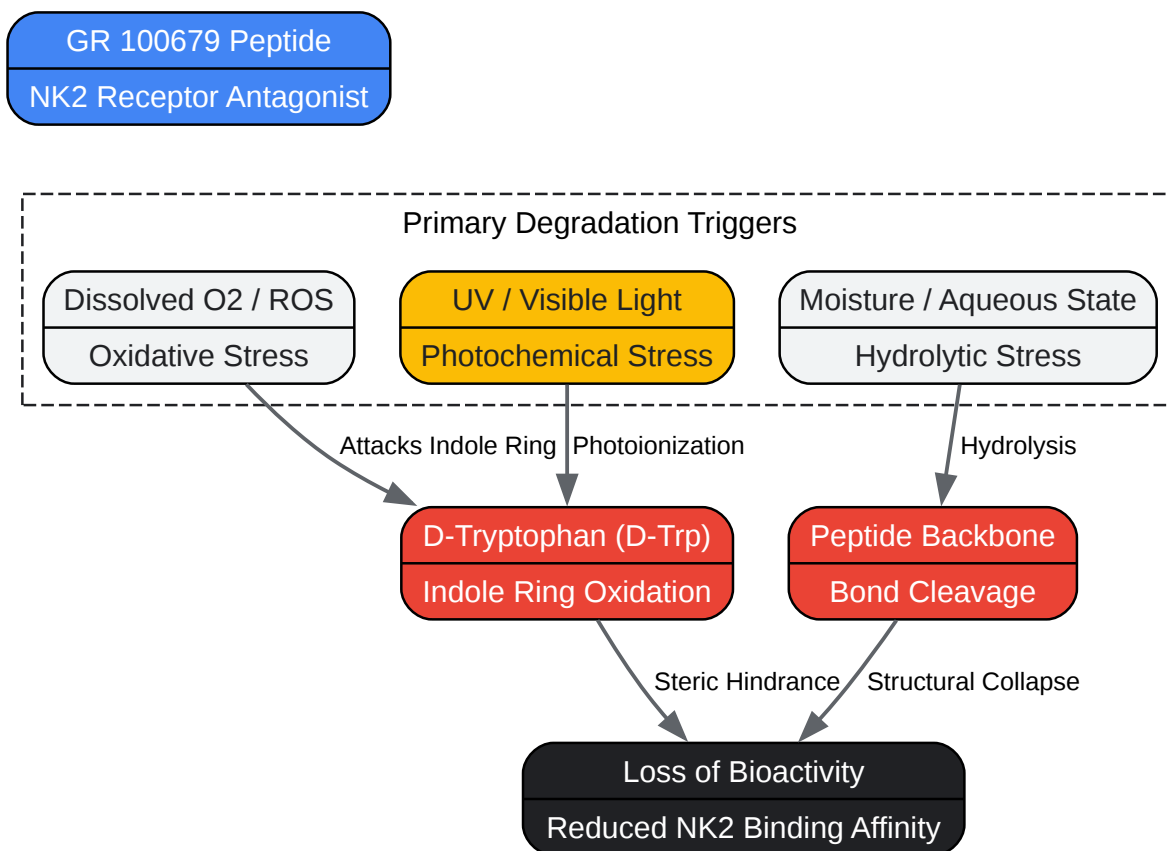 GR 100679 Peptide
NK2 Receptor Antagonist
Primary Degradation Triggers
Dissolved O2 / ROS
Oxidative Stress
UV / Visible Light
Photochemical Stress
Moisture / Aqueous State
Hydrolytic Stress
Attacks Indole Ring
Photoionization
Hydrolysis
D-Tryptophan (D-Trp)
Indole Ring Oxidation
Peptide Backbone
Bond Cleavage
Steric Hindrance
Structural Collapse
Loss of Bioactivity
Reduced NK2 Binding Affinity